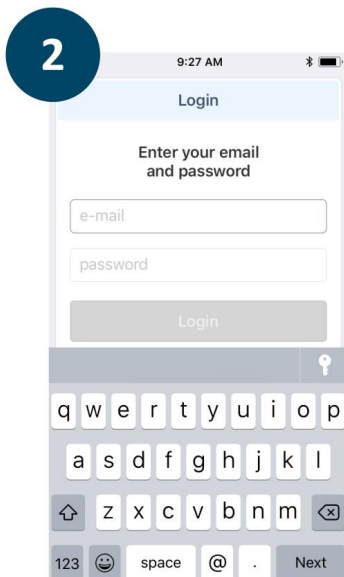 2
9:27 AM
Login
Enter your email
and password
e-mail
password
Login
q w e r t y u i o p
a s d f g h j k l
z x c v b n m
123 space @ . Next